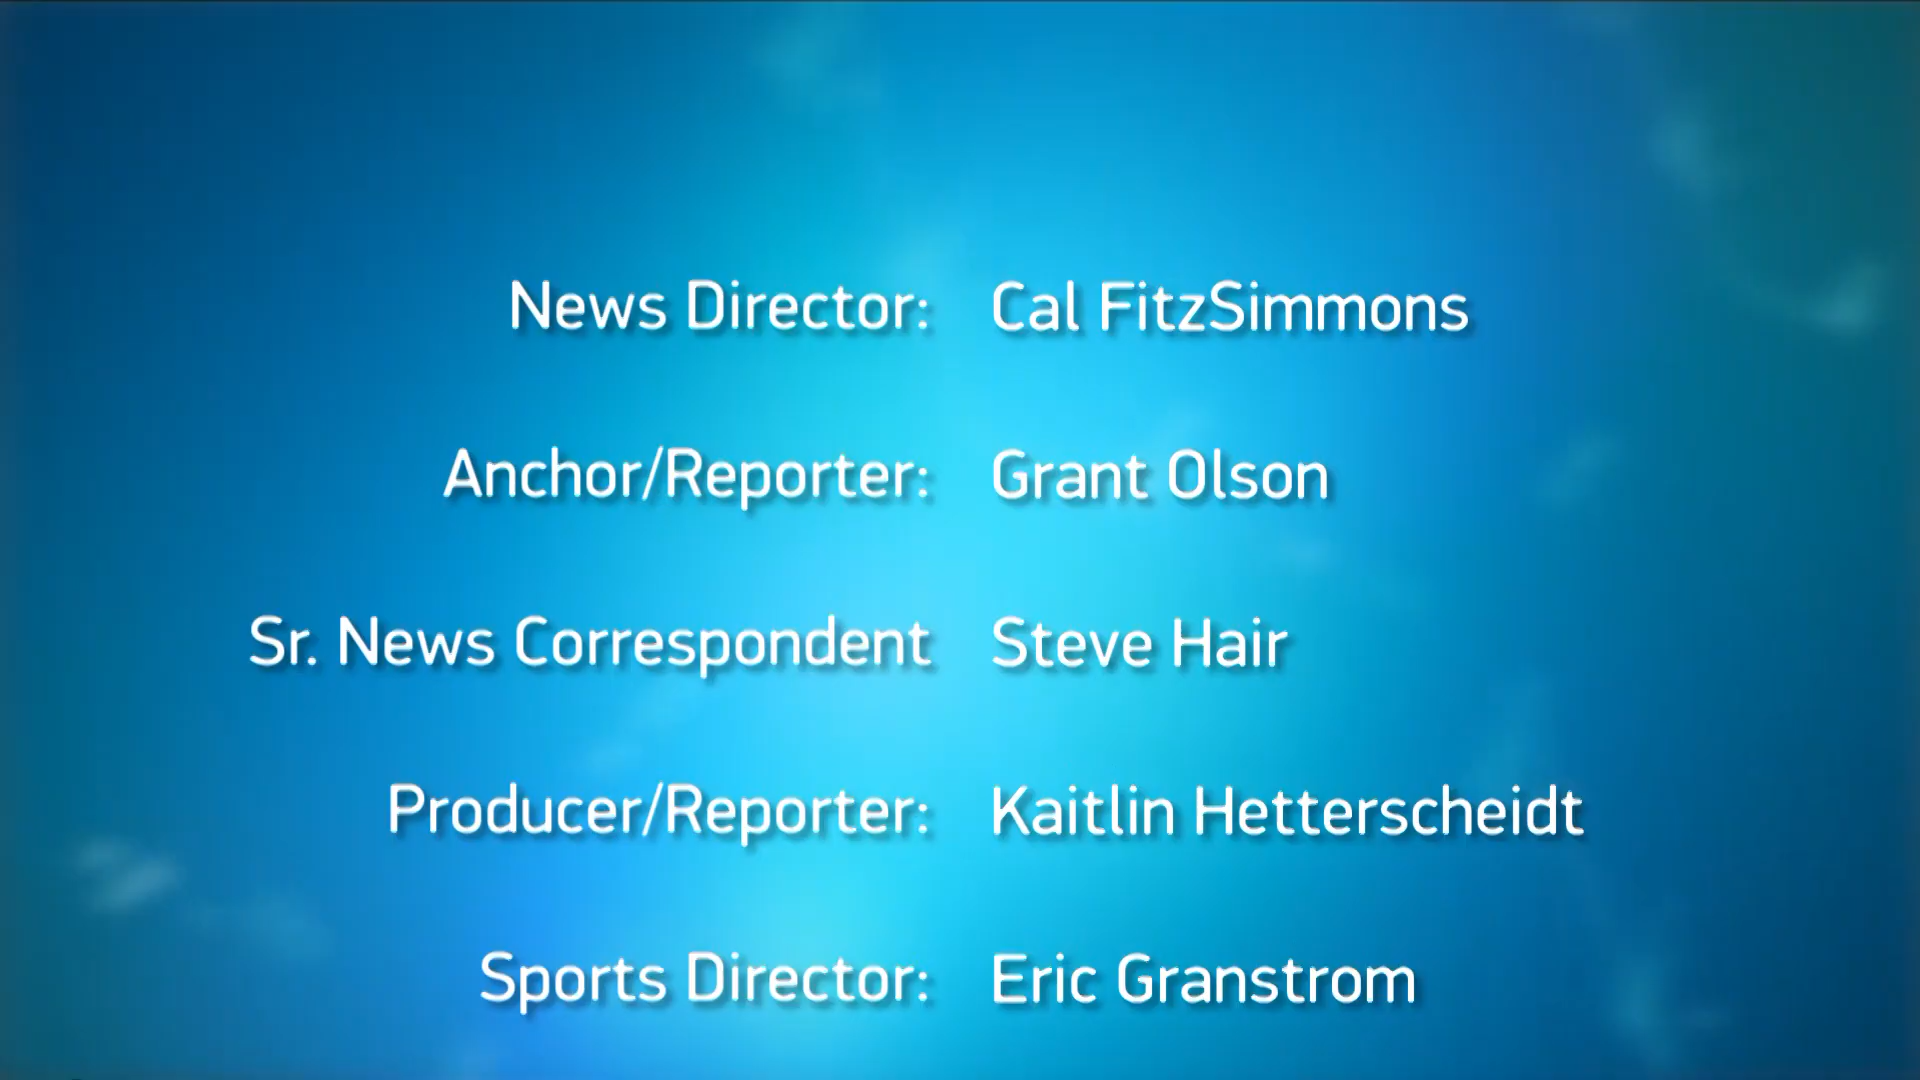 News Director: Cal FitzSimmons
Anchor/Reporter: Grant Olson
Sr. News Correspondent Steve Hair
Producer/Reporter: Kaitlin Hetterscheidt
Sports Director: Eric Granstrom